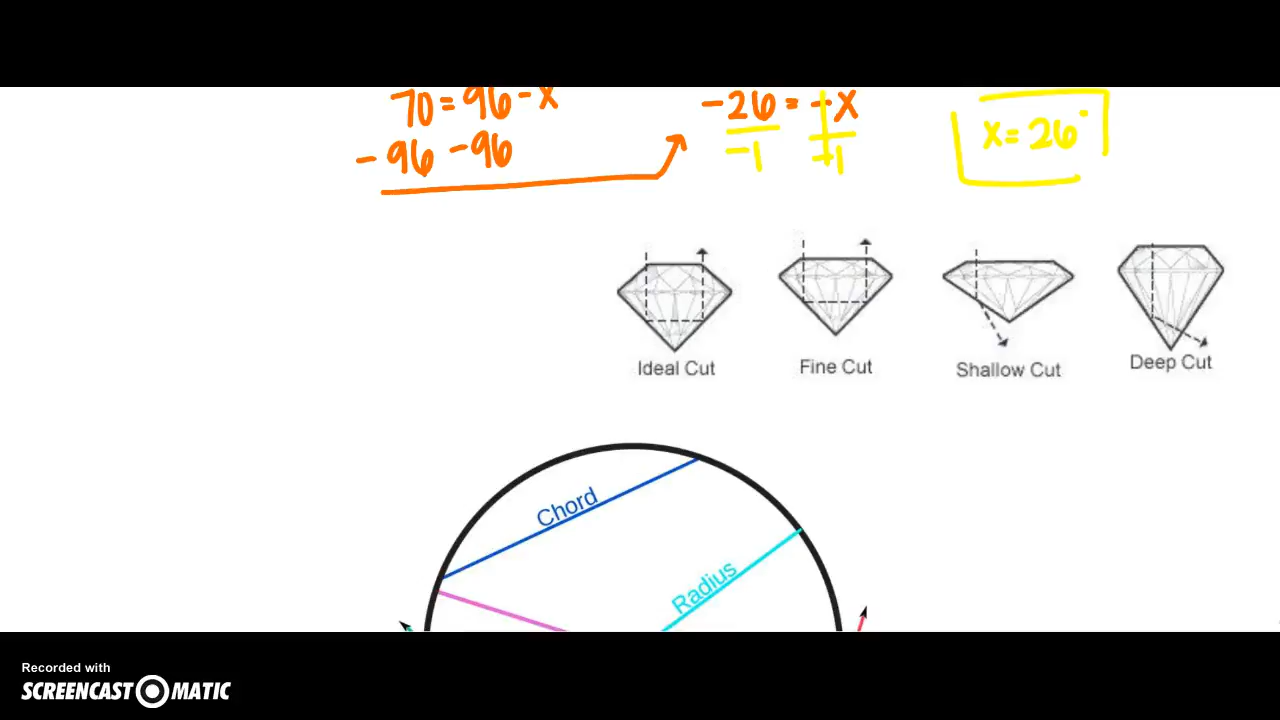 70 = 96 - x
- 96 - 96
-26 = -x
-1 -1
x = 26°
Ideal Cut
Fine Cut
Shallow Cut
Deep Cut
Chord
Radius
Recorded with
SCREENCAST MATIC